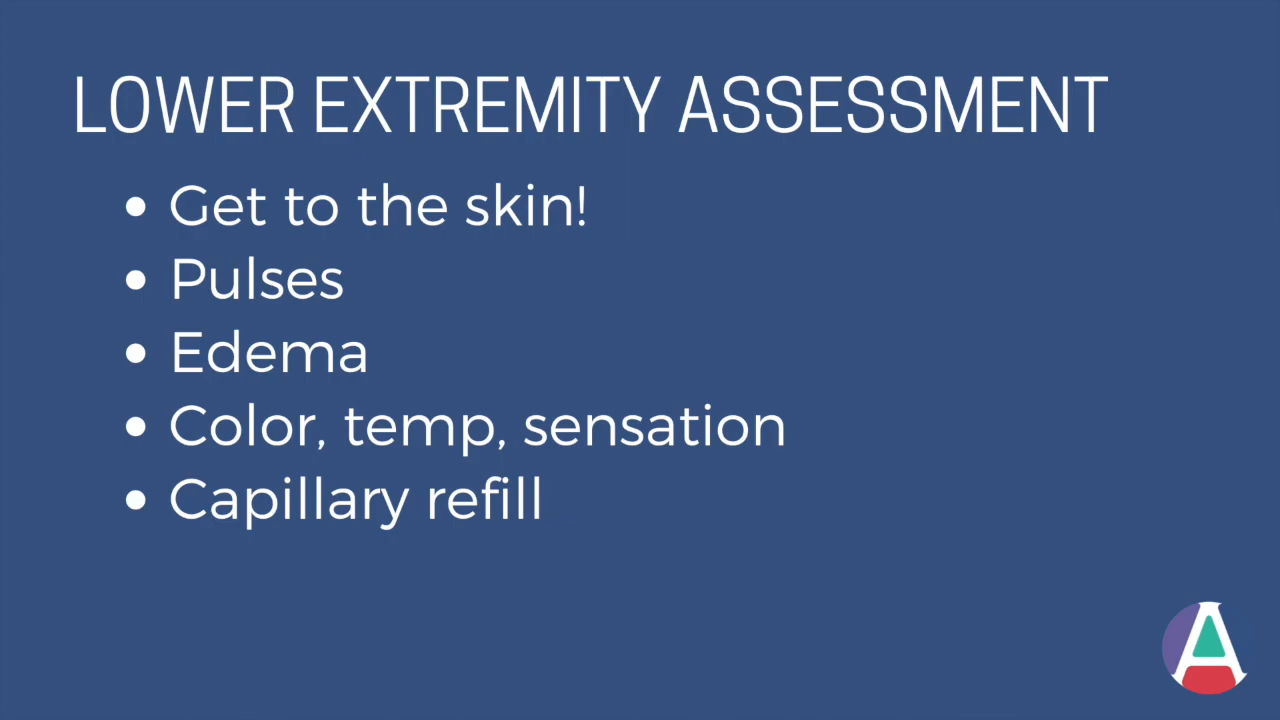 LOWER EXTREMITY ASSESSMENT
• Get to the skin!
• Pulses
• Edema
• Color, temp, sensation
• Capillary refill
A